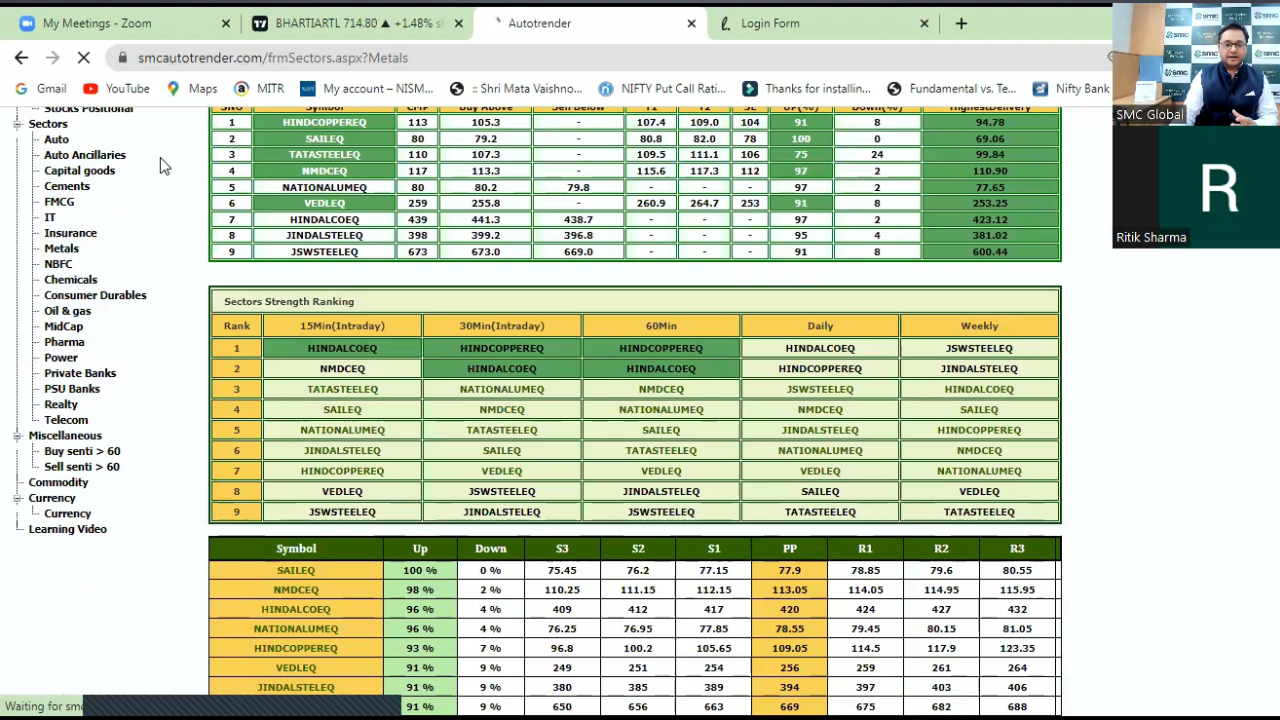 My Meetings - Zoom
BHARTIARTL 714.80 ▲ +1.48%
Autotrender
Login Form
smcautotrender.com/frmSectors.aspx?Metals
Gmail YouTube Maps MITR My account – NISM... :: Shri Mata Vaishno... NIFTY Put Call Rati... Thanks for installin... Fundamental vs. Te... Nifty Bank
SMC Global
R
Ritik Sharma
Stocks Positional
Sectors
Auto
Auto Ancillaries
Capital goods
Cements
FMCG
IT
Insurance
Metals
NBFC
Chemicals
Consumer Durables
Oil & gas
MidCap
Pharma
Power
Private Banks
PSU Banks
Realty
Telecom
Miscellaneous
Buy senti > 60
Sell senti > 60
Commodity
Currency
Currency
Learning Video
SNO Symbol CMP Buy Above Sell Below T1 T2 SL UP(%) Down(%) HighestDelivery
1 HINDCOPPEREQ 113 105.3 - 107.4 109.0 104 91 8 94.78
2 SAILEQ 80 79.2 - 80.8 82.0 78 100 0 69.06
3 TATASTEELEQ 110 107.3 - 109.5 111.1 106 75 24 99.84
4 NMDCEQ 117 113.3 - 115.6 117.3 112 97 2 110.90
5 NATIONALUMEQ 80 80.2 79.8 - - - 97 2 77.65
6 VEDLEQ 259 255.8 - 260.9 264.7 253 91 8 253.25
7 HINDALCOEQ 439 441.3 438.7 - - - 97 2 423.12
8 JINDALSTELEQ 398 399.2 396.8 - - - 95 4 381.02
9 JSWSTEELEQ 673 673.0 669.0 - - - 91 8 600.44
Sectors Strength Ranking
Rank 15Min(Intraday) 30Min(Intraday) 60Min Daily Weekly
1 HINDALCOEQ HINDCOPPEREQ HINDCOPPEREQ HINDALCOEQ JSWSTEELEQ
2 NMDCEQ HINDALCOEQ HINDALCOEQ HINDCOPPEREQ JINDALSTELEQ
3 TATASTEELEQ NATIONALUMEQ NMDCEQ JSWSTEELEQ HINDALCOEQ
4 SAILEQ NMDCEQ NATIONALUMEQ NMDCEQ SAILEQ
5 NATIONALUMEQ TATASTEELEQ SAILEQ JINDALSTELEQ HINDCOPPEREQ
6 JINDALSTELEQ SAILEQ TATASTEELEQ NATIONALUMEQ NMDCEQ
7 HINDCOPPEREQ VEDLEQ VEDLEQ VEDLEQ NATIONALUMEQ
8 VEDLEQ JSWSTEELEQ JINDALSTELEQ SAILEQ VEDLEQ
9 JSWSTEELEQ JINDALSTELEQ JSWSTEELEQ TATASTEELEQ TATASTEELEQ
Symbol Up Down S3 S2 S1 PP R1 R2 R3
SAILEQ 100 % 0 % 75.45 76.2 77.15 77.9 78.85 79.6 80.55
NMDCEQ 98 % 2 % 110.25 111.15 112.15 113.05 114.05 114.95 115.95
HINDALCOEQ 96 % 4 % 409 412 417 420 424 427 432
NATIONALUMEQ 96 % 4 % 76.25 76.95 77.85 78.55 79.45 80.15 81.05
HINDCOPPEREQ 93 % 7 % 96.8 100.2 105.65 109.05 114.5 117.9 123.35
VEDLEQ 91 % 9 % 249 251 254 256 259 261 264
JINDALSTELEQ 91 % 9 % 380 385 389 394 397 403 406
91 % 9 % 650 656 663 669 675 682 688
Waiting for smc